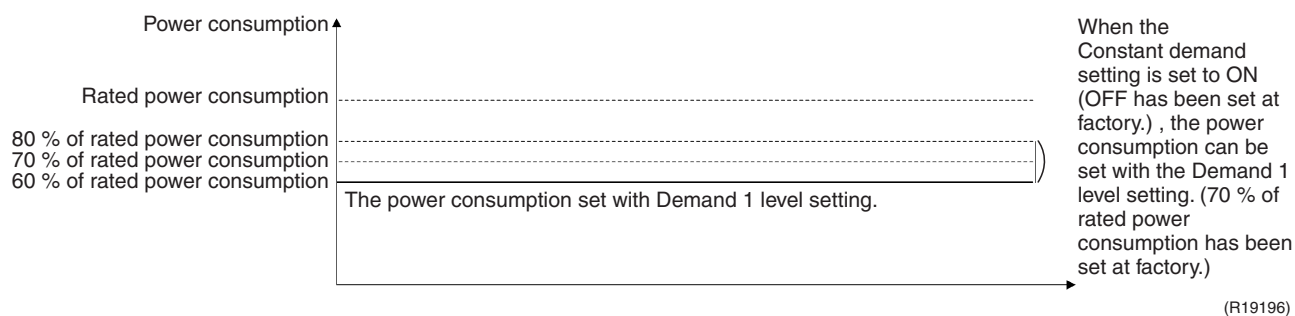 Power consumption
Rated power consumption
80 % of rated power consumption
70 % of rated power consumption
60 % of rated power consumption
The power consumption set with Demand 1 level setting.
When the
Constant demand
setting is set to ON
(OFF has been set at
factory.) , the power
consumption can be
set with the Demand 1
level setting. (70 % of
rated power
consumption has been
set at factory.)
(R19196)